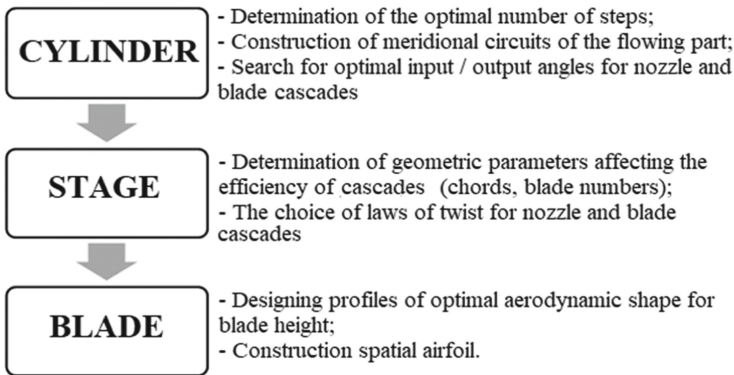 CYLINDER
- Determination of the optimal number of steps;
- Construction of meridional circuits of the flowing part;
- Search for optimal input / output angles for nozzle and
blade cascades
STAGE
- Determination of geometric parameters affecting the
efficiency of cascades (chords, blade numbers);
- The choice of laws of twist for nozzle and blade
cascades
BLADE
- Designing profiles of optimal aerodynamic shape for
blade height;
- Construction spatial airfoil.